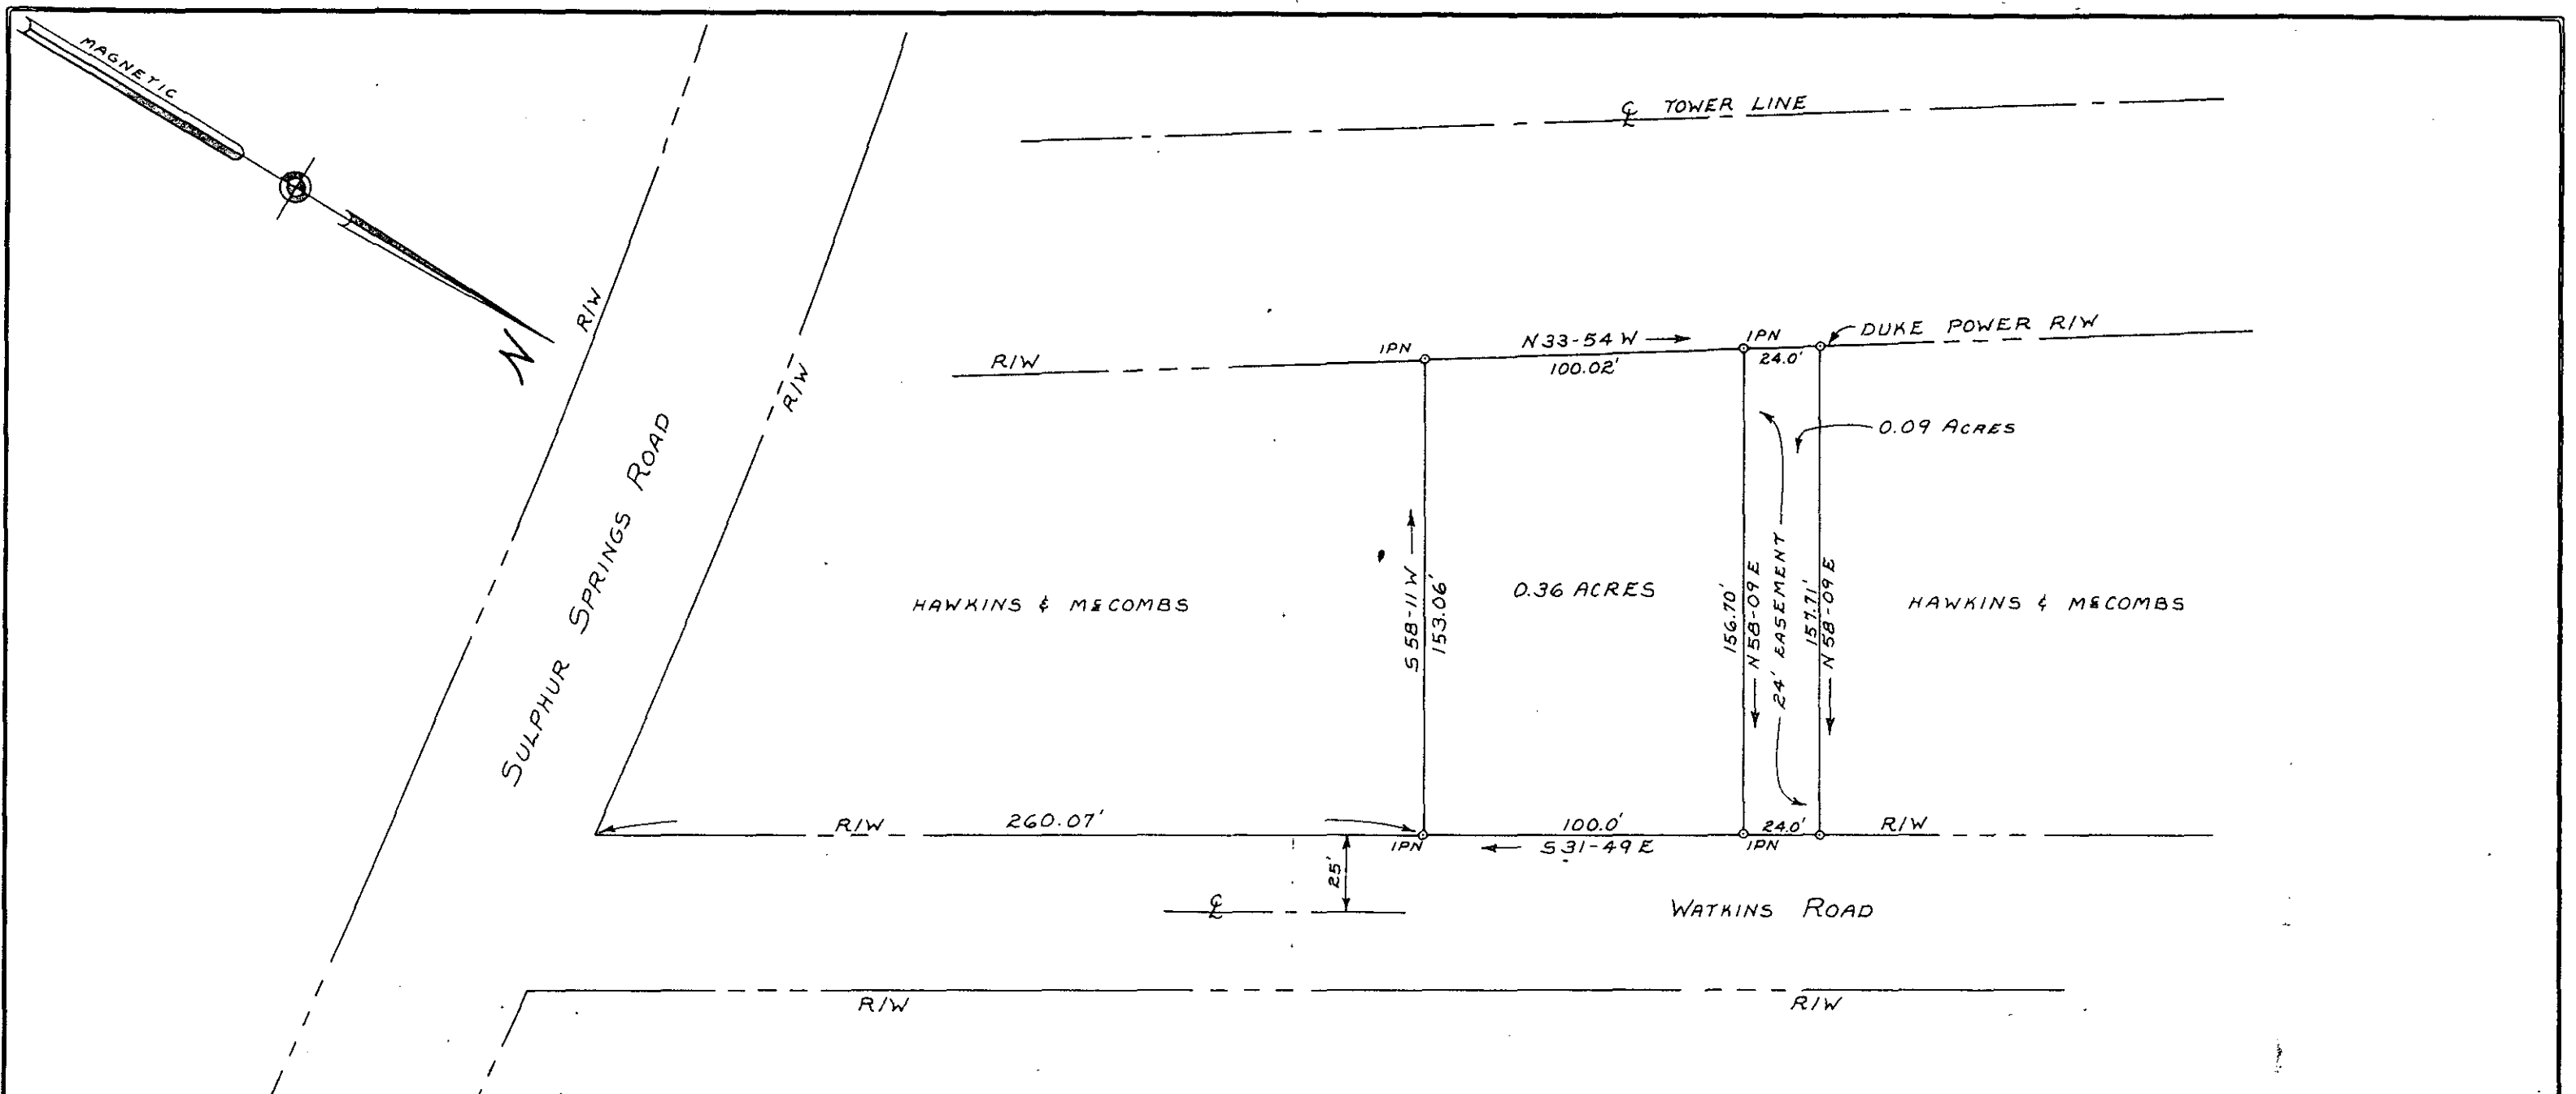 MAGNETIC
N
℄ TOWER LINE
R/W
R/W
SULPHUR SPRINGS ROAD
R/W
IPN
N33-54 W
100.02'
IPN
24.0'
DUKE POWER R/W
0.09 ACRES
HAWKINS & McCOMBS
S 58-11 W
153.06'
0.36 ACRES
156.70'
N58-09 E
24' EASEMENT
157.71'
N58-09 E
HAWKINS & McCOMBS
R/W
260.07'
IPN
100.0'
S31-49 E
24.0'
IPN
R/W
25'
℄
WATKINS ROAD
R/W
R/W